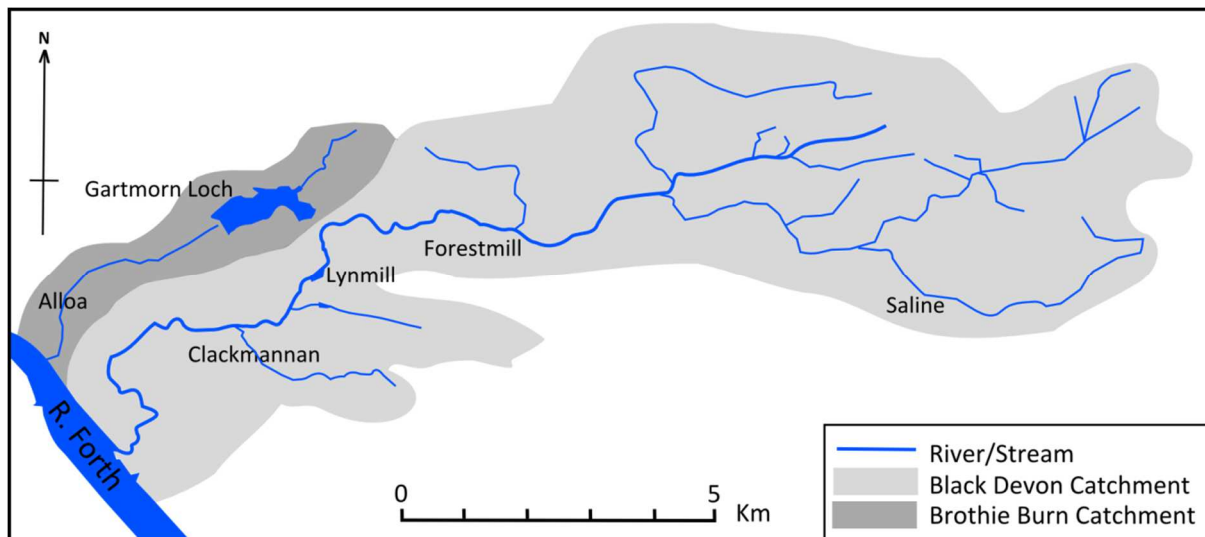 N
Gartmorn Loch
Forestmill
Lynmill
Alloa
Saline
Clackmannan
R. Forth
0 5 Km
River/Stream
Black Devon Catchment
Brothie Burn Catchment